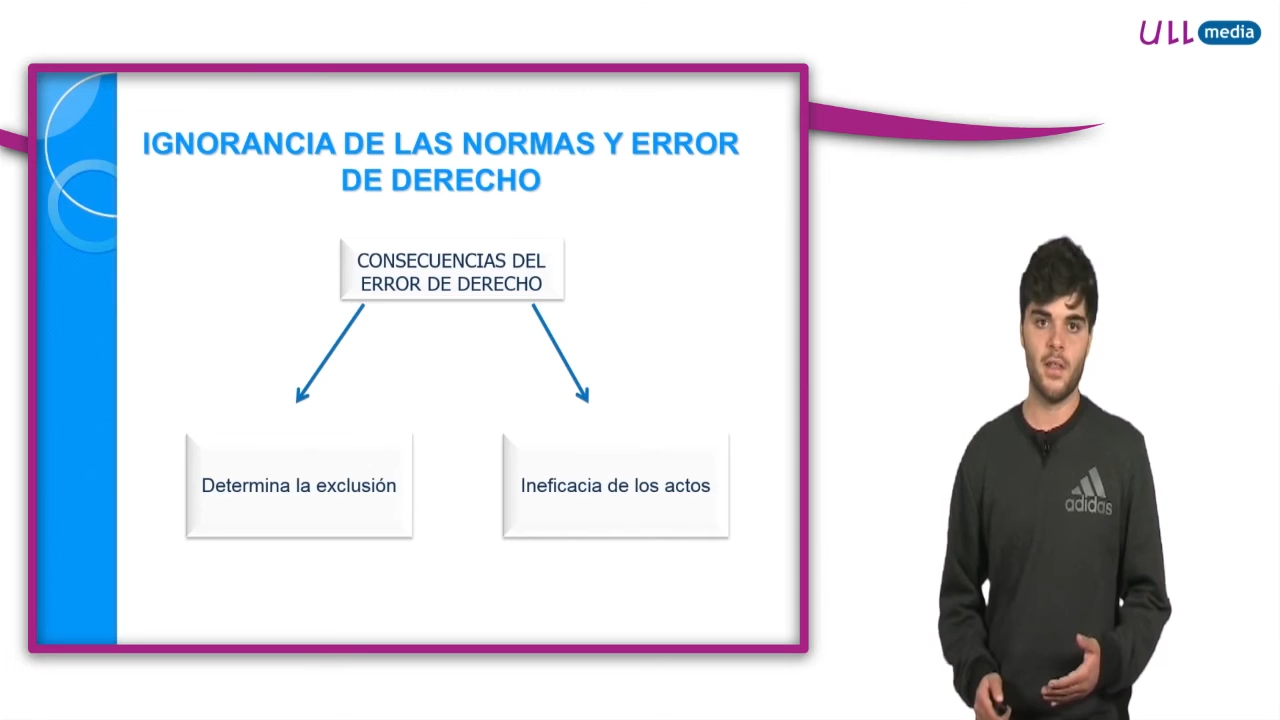 ULL media
IGNORANCIA DE LAS NORMAS Y ERROR
DE DERECHO
CONSECUENCIAS DEL
ERROR DE DERECHO
Determina la exclusión
Ineficacia de los actos
adidas